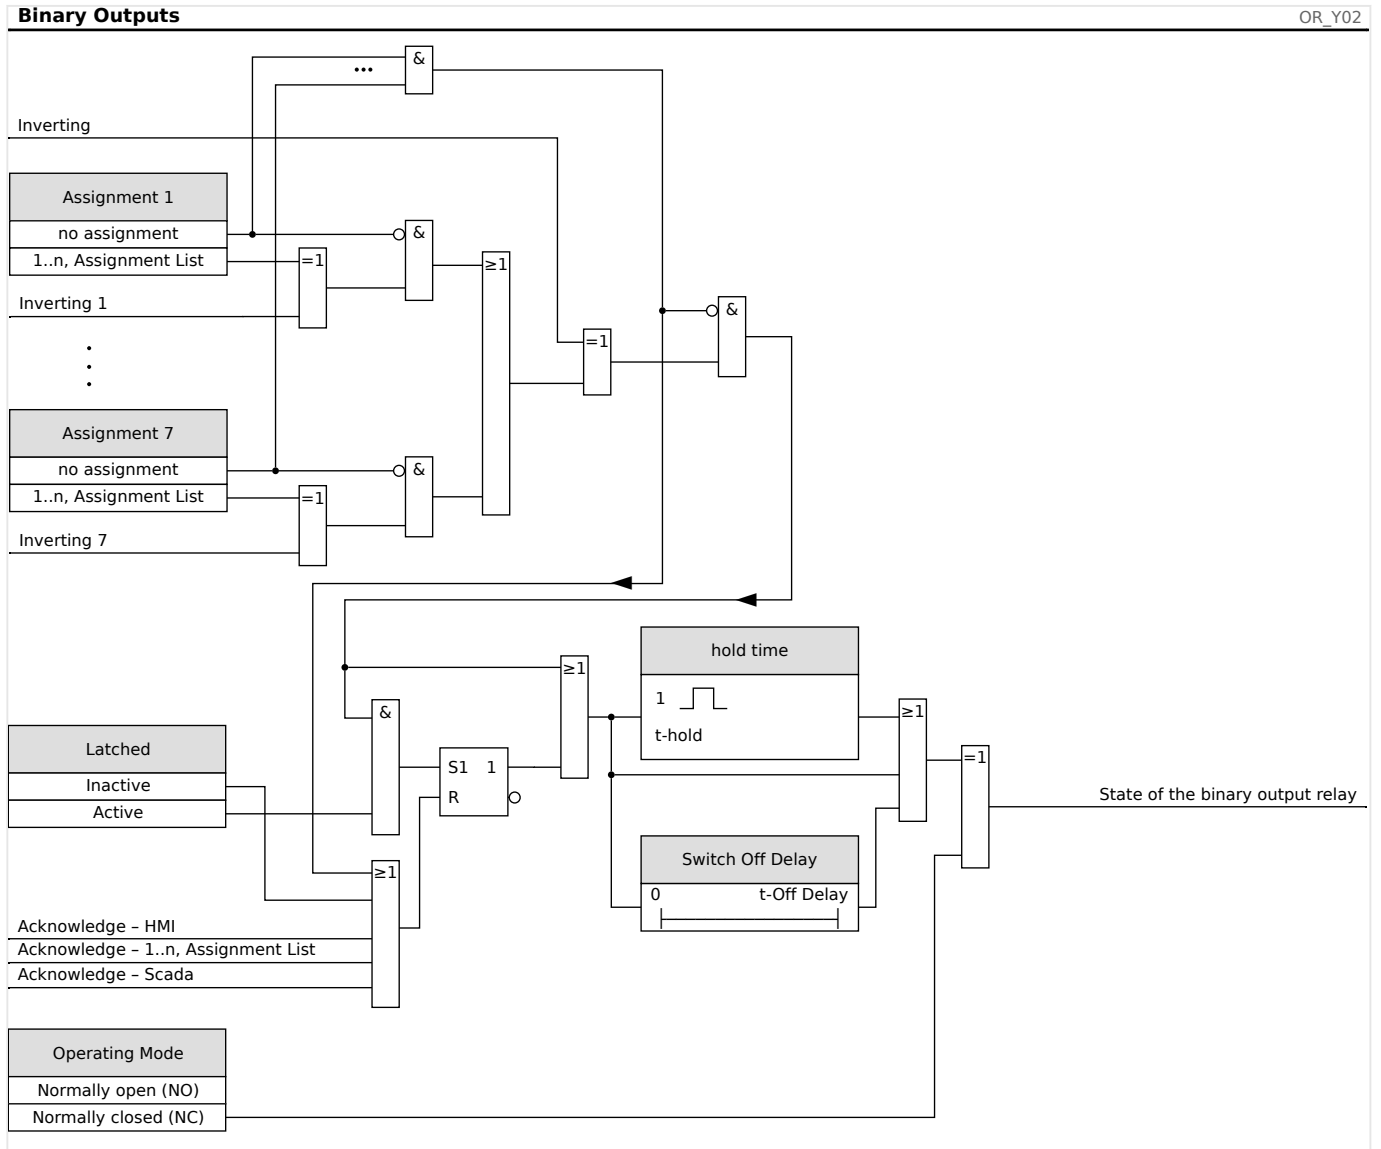 Binary Outputs
OR_Y02
&
•••
Inverting
Assignment 1
no assignment
&
1..n, Assignment List
=1
≥1
Inverting 1
&
=1
Assignment 7
no assignment
&
1..n, Assignment List
=1
Inverting 7
hold time
≥1
1
t-hold
&
≥1
Latched
Inactive
Active
S1 1
R
=1
State of the binary output relay
Switch Off Delay
0 t-Off Delay
≥1
Acknowledge – HMI
Acknowledge – 1..n, Assignment List
Acknowledge – Scada
Operating Mode
Normally open (NO)
Normally closed (NC)